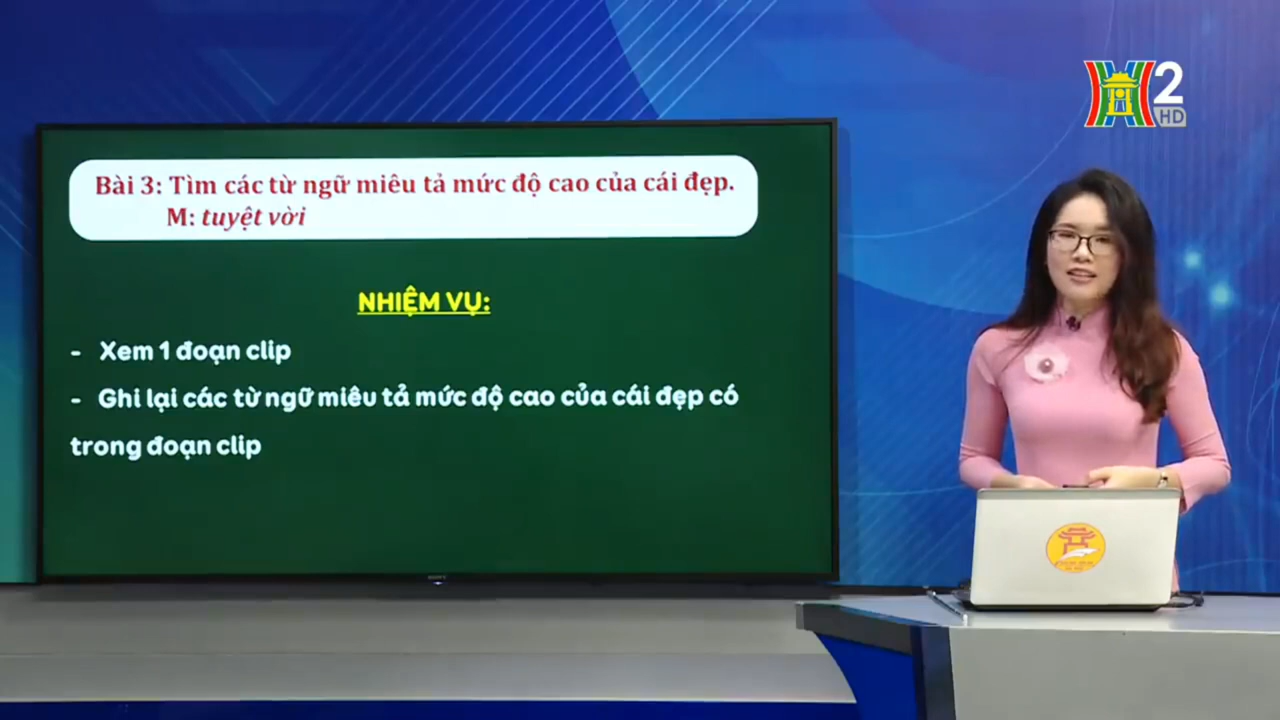 2
HD
Bài 3: Tìm các từ ngữ miêu tả mức độ cao của cái đẹp.
M: tuyệt vời
NHIỆM VỤ:
- Xem 1 đoạn clip
- Ghi lại các từ ngữ miêu tả mức độ cao của cái đẹp có
trong đoạn clip
SONY